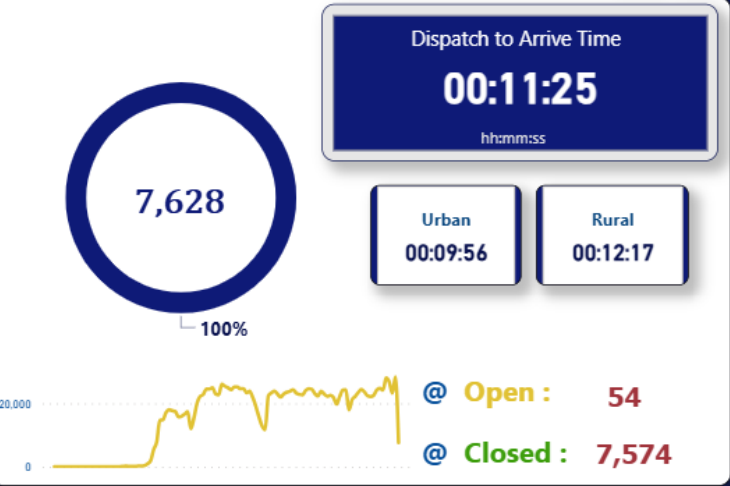 Dispatch to Arrive Time
00:11:25
hh:mm:ss
7,628
100%
Urban
00:09:56
Rural
00:12:17
20,000
0
@ Open : 54
@ Closed : 7,574